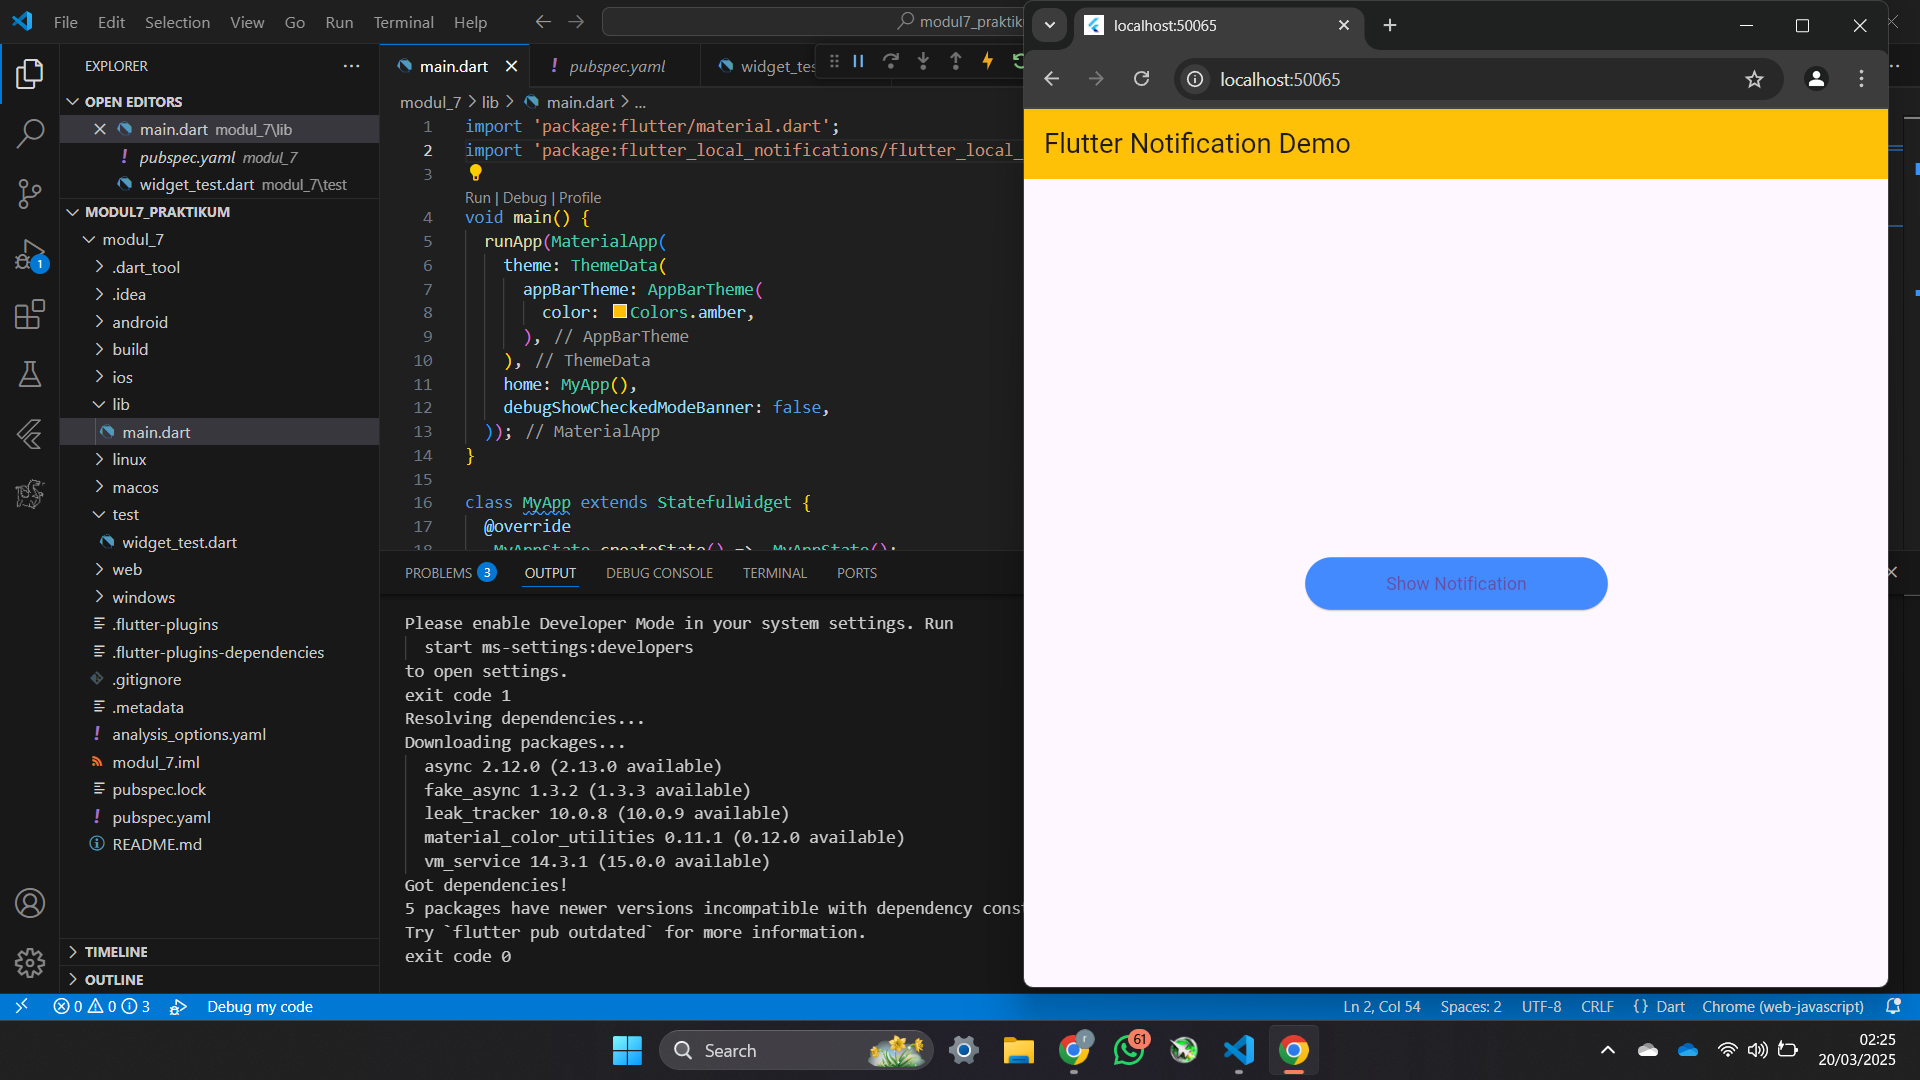 File Edit Selection View Go Run Terminal Help
modul7_praktik
EXPLORER
OPEN EDITORS
main.dart modul_7\lib
pubspec.yaml modul_7
widget_test.dart modul_7\test
MODUL7_PRAKTIKUM
modul_7
.dart_tool
.idea
android
build
ios
lib
main.dart
linux
macos
test
widget_test.dart
web
windows
.flutter-plugins
.flutter-plugins-dependencies
.gitignore
.metadata
analysis_options.yaml
modul_7.iml
pubspec.lock
pubspec.yaml
README.md
TIMELINE
OUTLINE
main.dart
pubspec.yaml
widget_tes
modul_7 > lib > main.dart > ...
1 import 'package:flutter/material.dart';
2 import 'package:flutter_local_notifications/flutter_local_
3
Run | Debug | Profile
4 void main() {
5 runApp(MaterialApp(
6 theme: ThemeData(
7 appBarTheme: AppBarTheme(
8 color: Colors.amber,
9 ), // AppBarTheme
10 ), // ThemeData
11 home: MyApp(),
12 debugShowCheckedModeBanner: false,
13 )); // MaterialApp
14 }
15
16 class MyApp extends StatefulWidget {
17 @override
18 _MyAppState createState() => _MyAppState();
PROBLEMS 3 OUTPUT DEBUG CONSOLE TERMINAL PORTS
Please enable Developer Mode in your system settings. Run
start ms-settings:developers
to open settings.
exit code 1
Resolving dependencies...
Downloading packages...
async 2.12.0 (2.13.0 available)
fake_async 1.3.2 (1.3.3 available)
leak_tracker 10.0.8 (10.0.9 available)
material_color_utilities 0.11.1 (0.12.0 available)
vm_service 14.3.1 (15.0.0 available)
Got dependencies!
5 packages have newer versions incompatible with dependency const
Try `flutter pub outdated` for more information.
exit code 0
localhost:50065
localhost:50065
Flutter Notification Demo
Show Notification
1
0 0 3 Debug my code
Ln 2, Col 54 Spaces: 2 UTF-8 CRLF {} Dart Chrome (web-javascript)
Search
r
61
02:25
20/03/2025